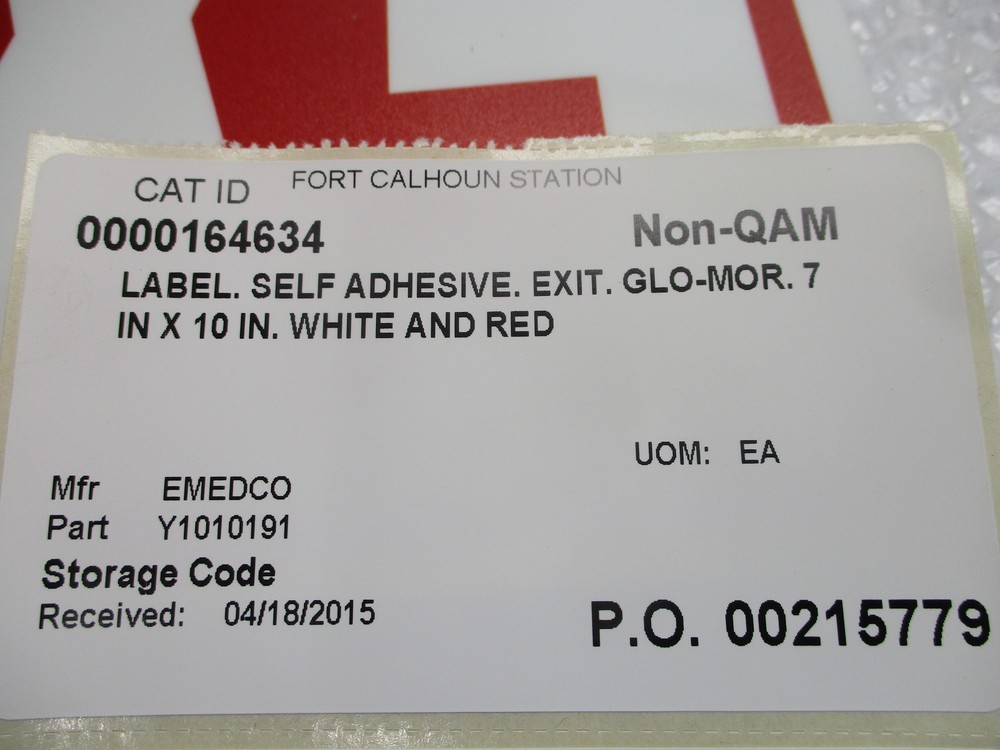 CAT ID FORT CALHOUN STATION
0000164634 Non-QAM
LABEL. SELF ADHESIVE. EXIT. GLO-MOR. 7
IN X 10 IN. WHITE AND RED
UOM: EA
Mfr EMEDCO
Part Y1010191
Storage Code
Received: 04/18/2015 P.O. 00215779